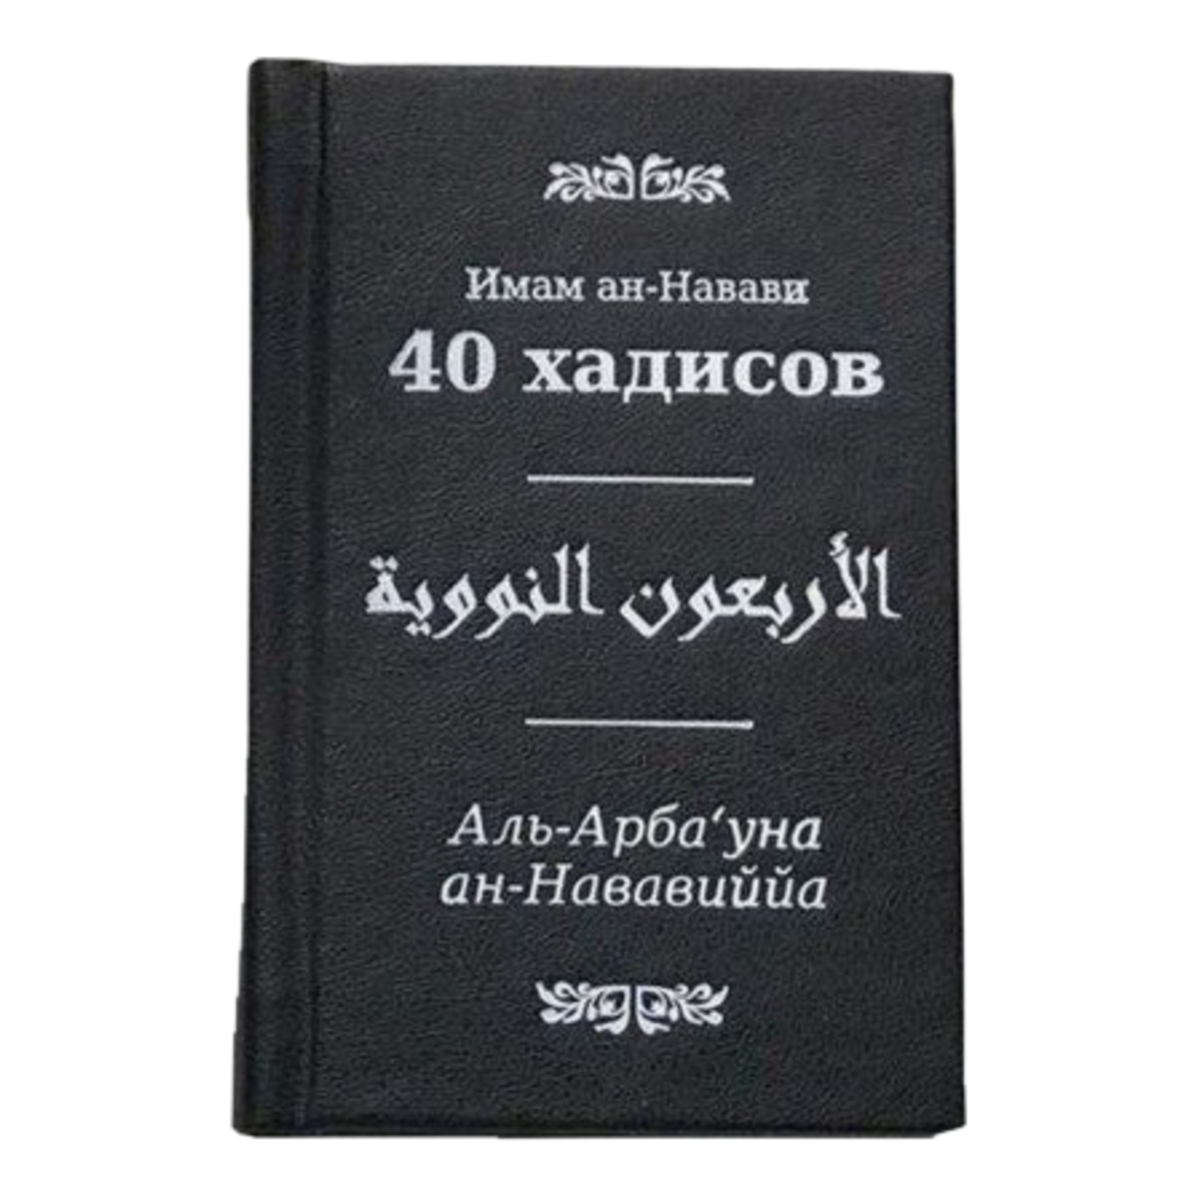 Имам ан-Навави
40 хадисов
الأربعون النووية
Аль-Арба‘уна
ан-Нававиййа